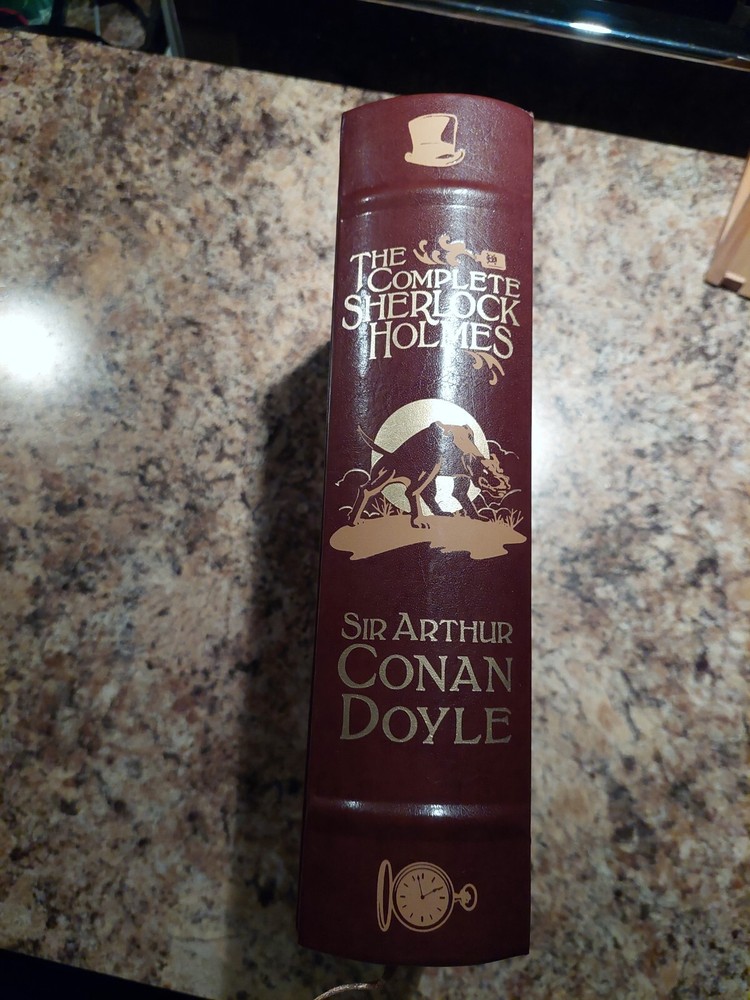 THE
COMPLETE
SHERLOCK
HOLMES
SIR ARTHUR
CONAN
DOYLE